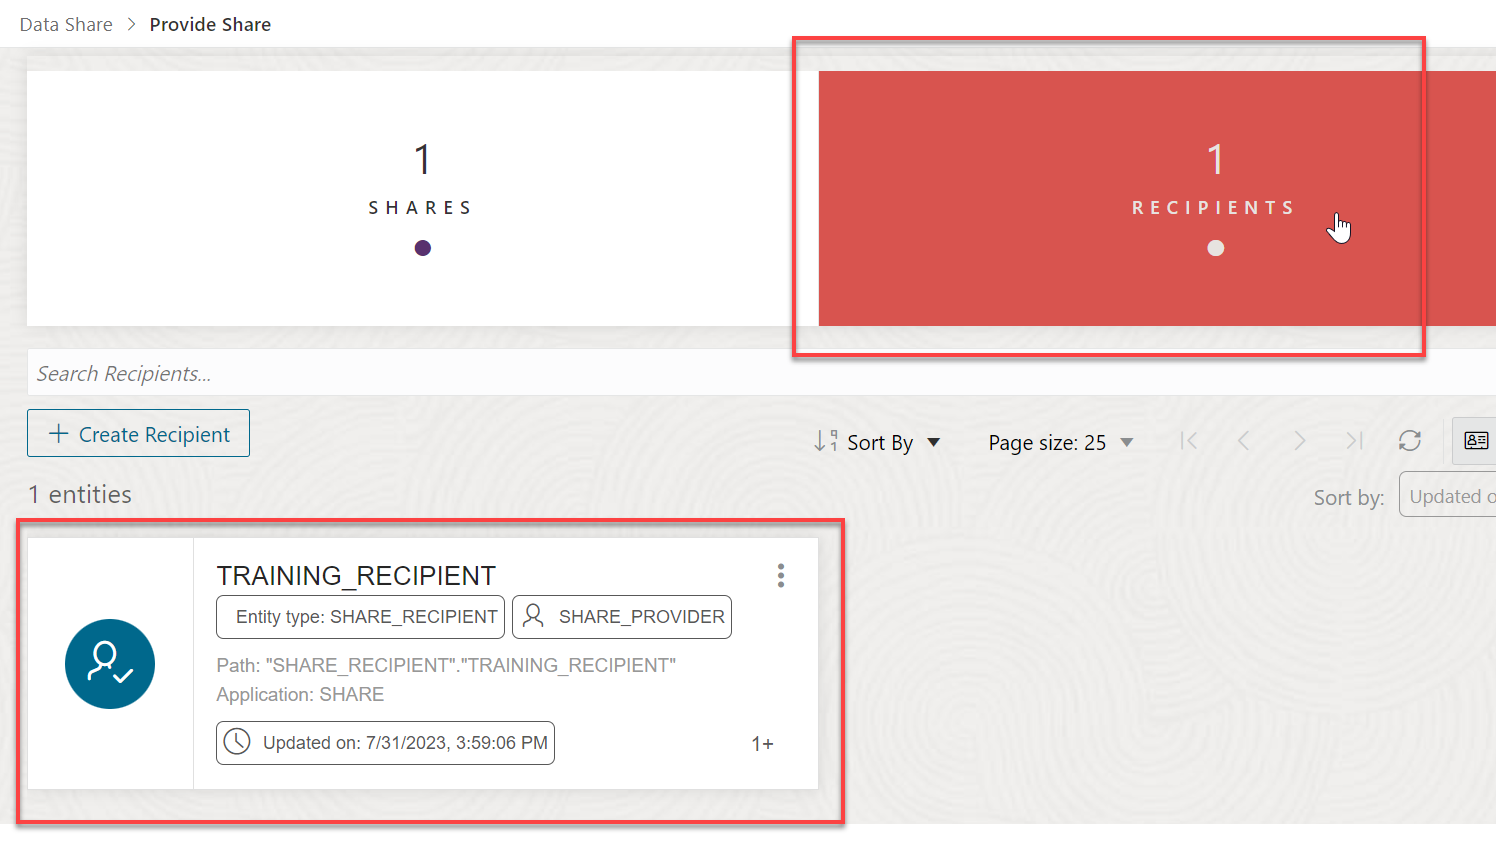 Data Share > Provide Share
1
SHARES
1
RECIPIENTS
Search Recipients...
+ Create Recipient
Sort By
Page size: 25
1 entities
Sort by:
Updated o
TRAINING_RECIPIENT
Entity type: SHARE_RECIPIENT
SHARE_PROVIDER
Path: "SHARE_RECIPIENT"."TRAINING_RECIPIENT"
Application: SHARE
Updated on: 7/31/2023, 3:59:06 PM
1+